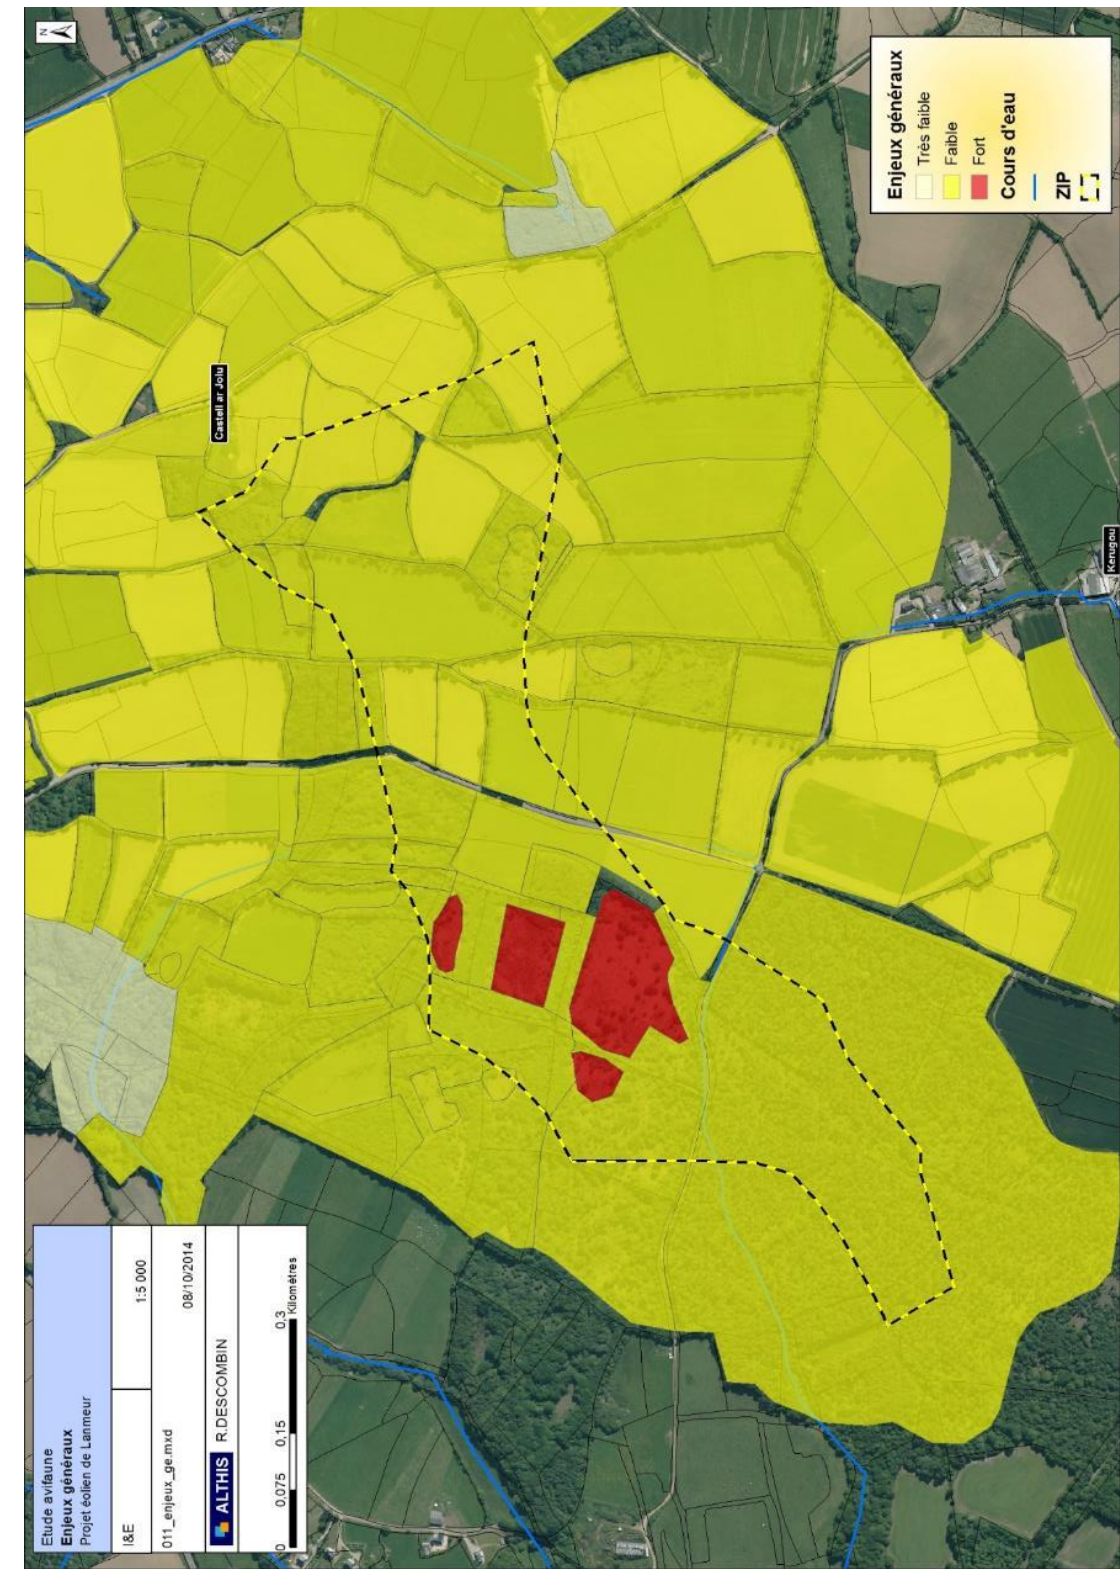 Etude avifaune
Enjeux généraux
Projet éolien de Lanmeur
I&E
1:5 000
011_enjeux_ge.mxd
08/10/2014
ALTHIS R.DESCOMBIN
0 0,075 0,15 0,3
Kilomètres
Castell ar Jolu
Kerugou
N
Enjeux généraux
Très faible
Faible
Fort
Cours d'eau
ZIP